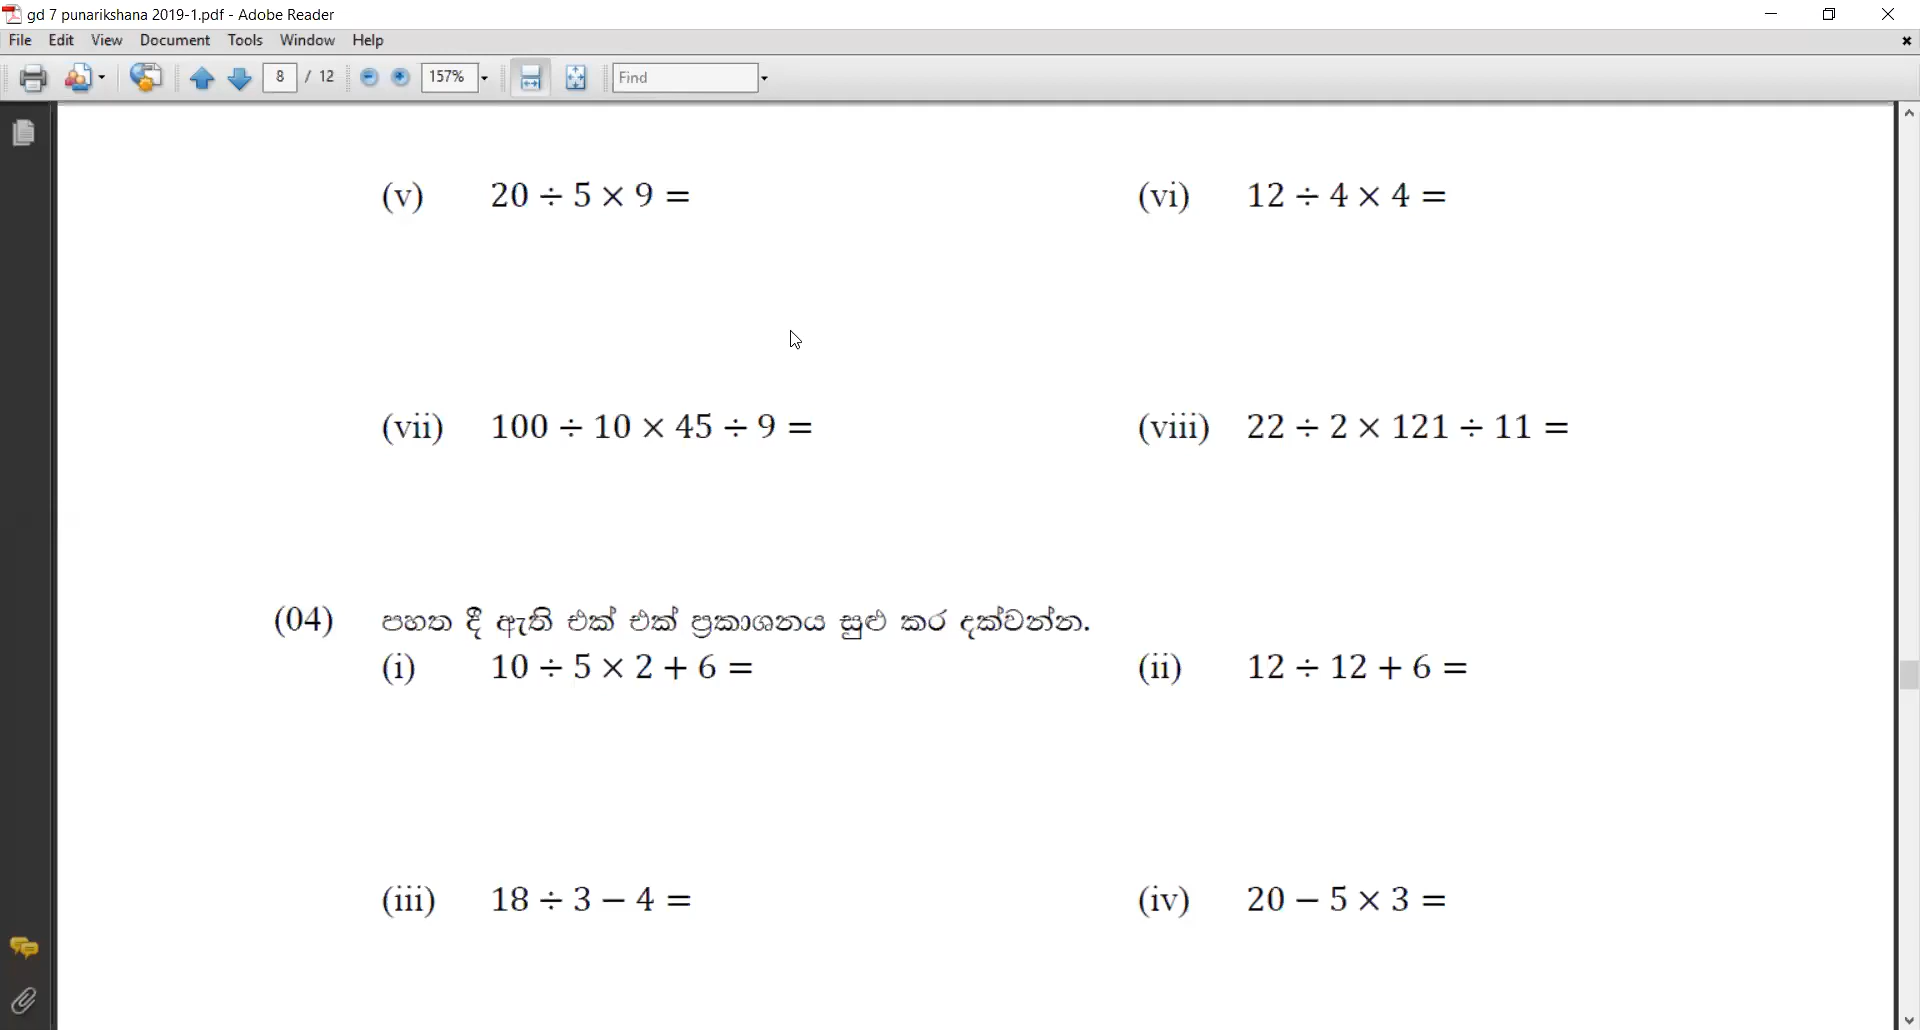 gd 7 punarikshana 2019-1.pdf - Adobe Reader
File Edit View Document Tools Window Help
8 / 12 157% Find
(v) 20 ÷ 5 × 9 = (vi) 12 ÷ 4 × 4 =
(vii) 100 ÷ 10 × 45 ÷ 9 = (viii) 22 ÷ 2 × 121 ÷ 11 =
(04) පහත දී ඇති එක් එක් ප්‍රකාශනය සුළු කර දක්වන්න.
(i) 10 ÷ 5 × 2 + 6 = (ii) 12 ÷ 12 + 6 =
(iii) 18 ÷ 3 − 4 = (iv) 20 − 5 × 3 =